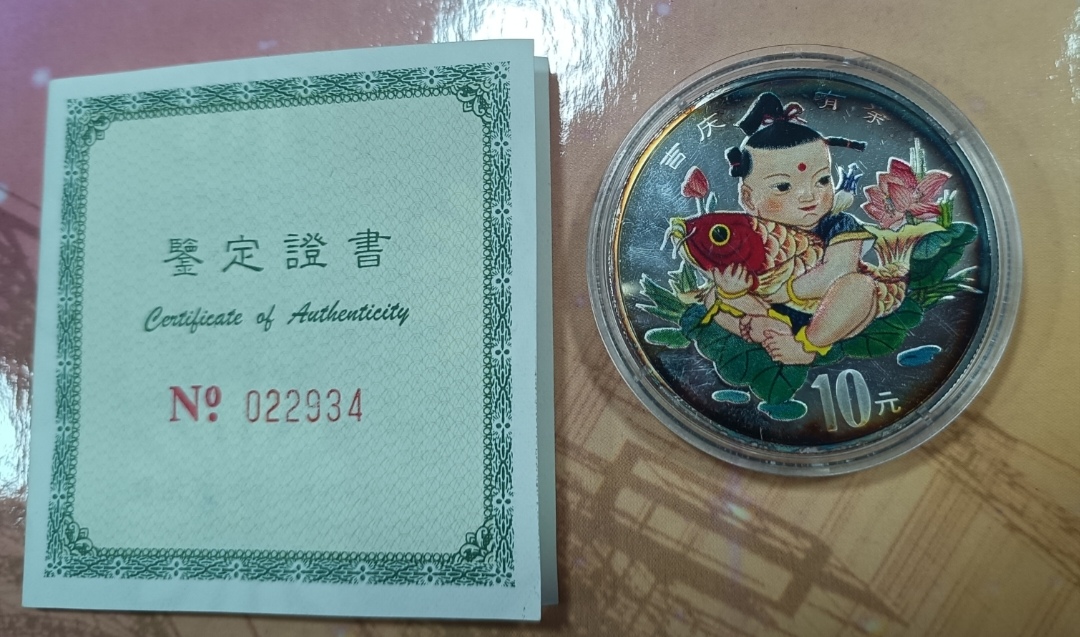 鑒定證書
Certificate of Authenticity
Nº 022934
吉庆有余
10元